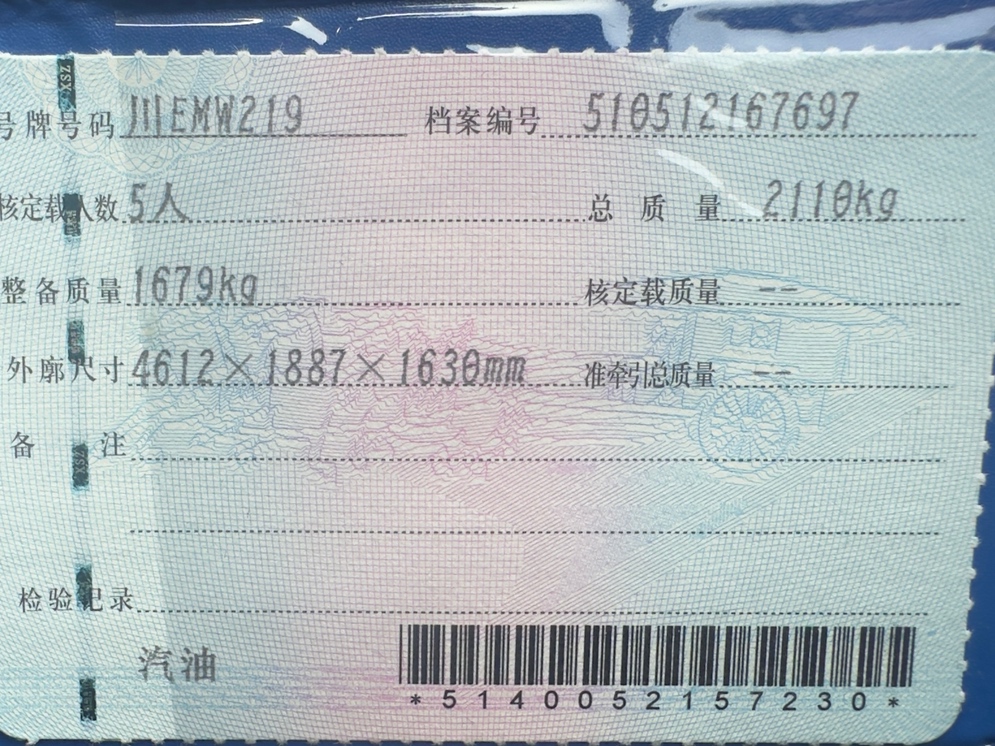 号牌号码 川EMW219 档案编号 510512167697
核定载人数 5人 总质量 2110kg
整备质量 1679kg 核定载质量 --
外廓尺寸 4612×1887×1630mm 准牵引总质量 --
备注
检验记录
汽油
*5140052157230*
XSZ